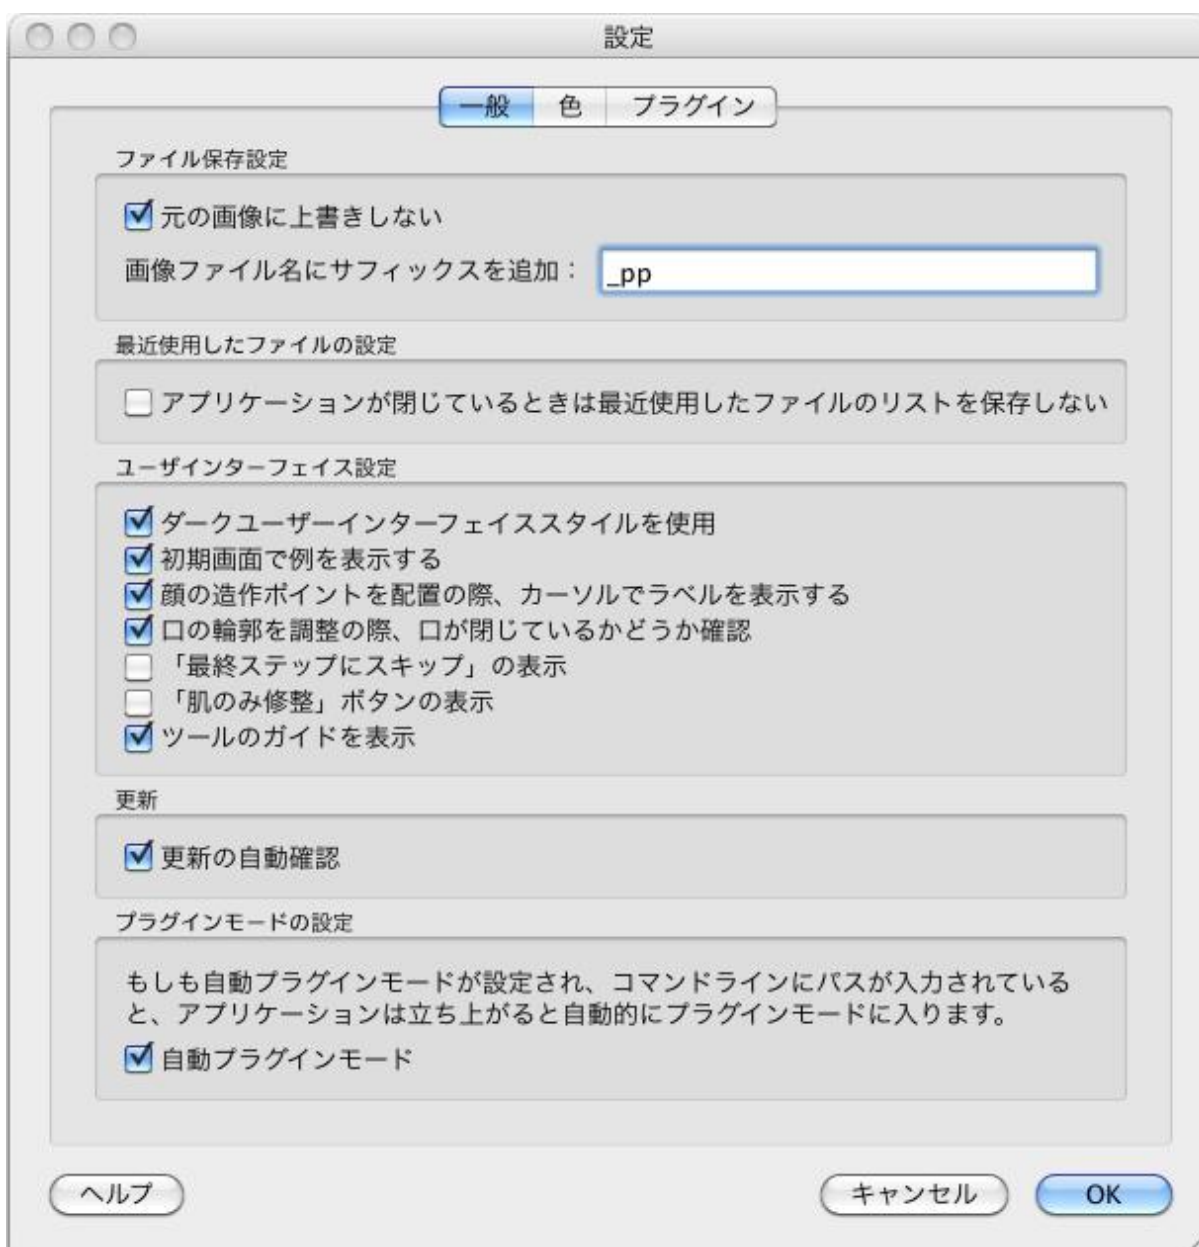 設定
一般 色 プラグイン
ファイル保存設定
元の画像に上書きしない
画像ファイル名にサフィックスを追加： _pp
最近使用したファイルの設定
アプリケーションが閉じているときは最近使用したファイルのリストを保存しない
ユーザインターフェイス設定
ダークユーザーインターフェイススタイルを使用
初期画面で例を表示する
顔の造作ポイントを配置の際、カーソルでラベルを表示する
口の輪郭を調整の際、口が閉じているかどうか確認
「最終ステップにスキップ」の表示
「肌のみ修整」ボタンの表示
ツールのガイドを表示
更新
更新の自動確認
プラグインモードの設定
もしも自動プラグインモードが設定され、コマンドラインにパスが入力されている
と、アプリケーションは立ち上がると自動的にプラグインモードに入ります。
自動プラグインモード
ヘルプ キャンセル OK